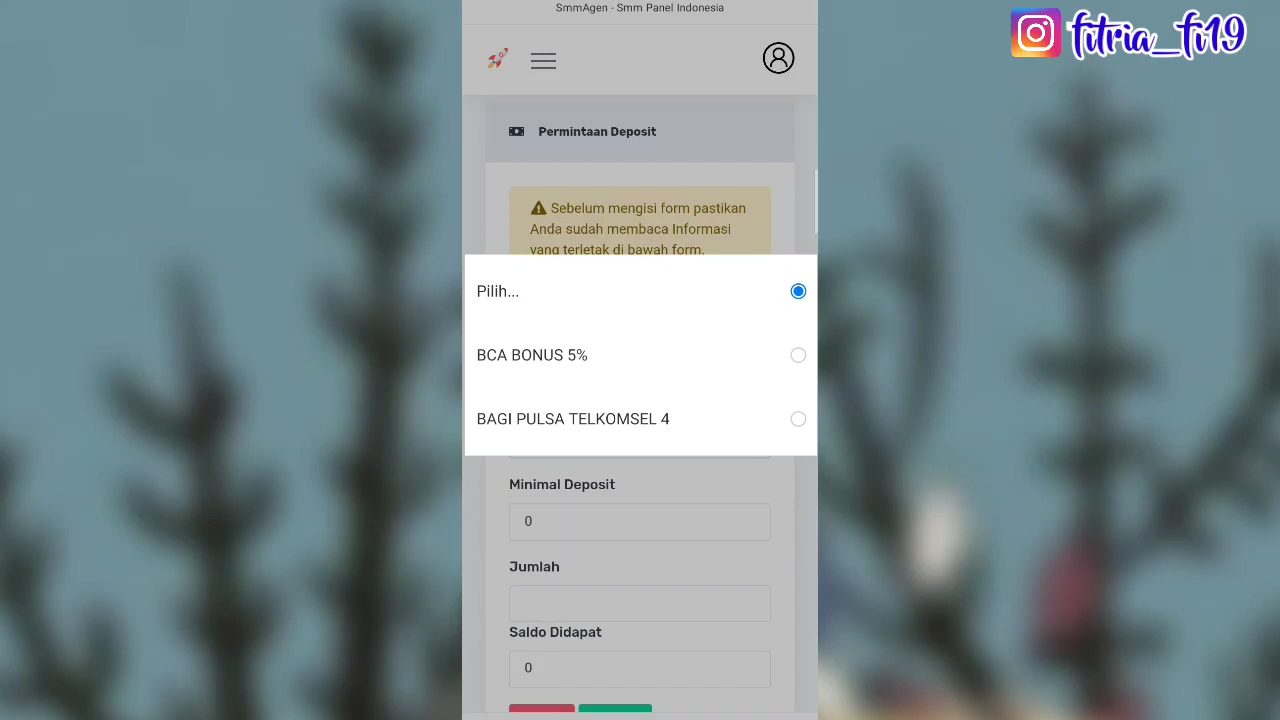 SmmAgen - Smm Panel Indonesia
fitria_fi19
Permintaan Deposit
Sebelum mengisi form pastikan
Anda sudah membaca Informasi
yang terletak di bawah form.
Pilih...
BCA BONUS 5%
BAGI PULSA TELKOMSEL 4
Minimal Deposit
0
Jumlah
Saldo Didapat
0